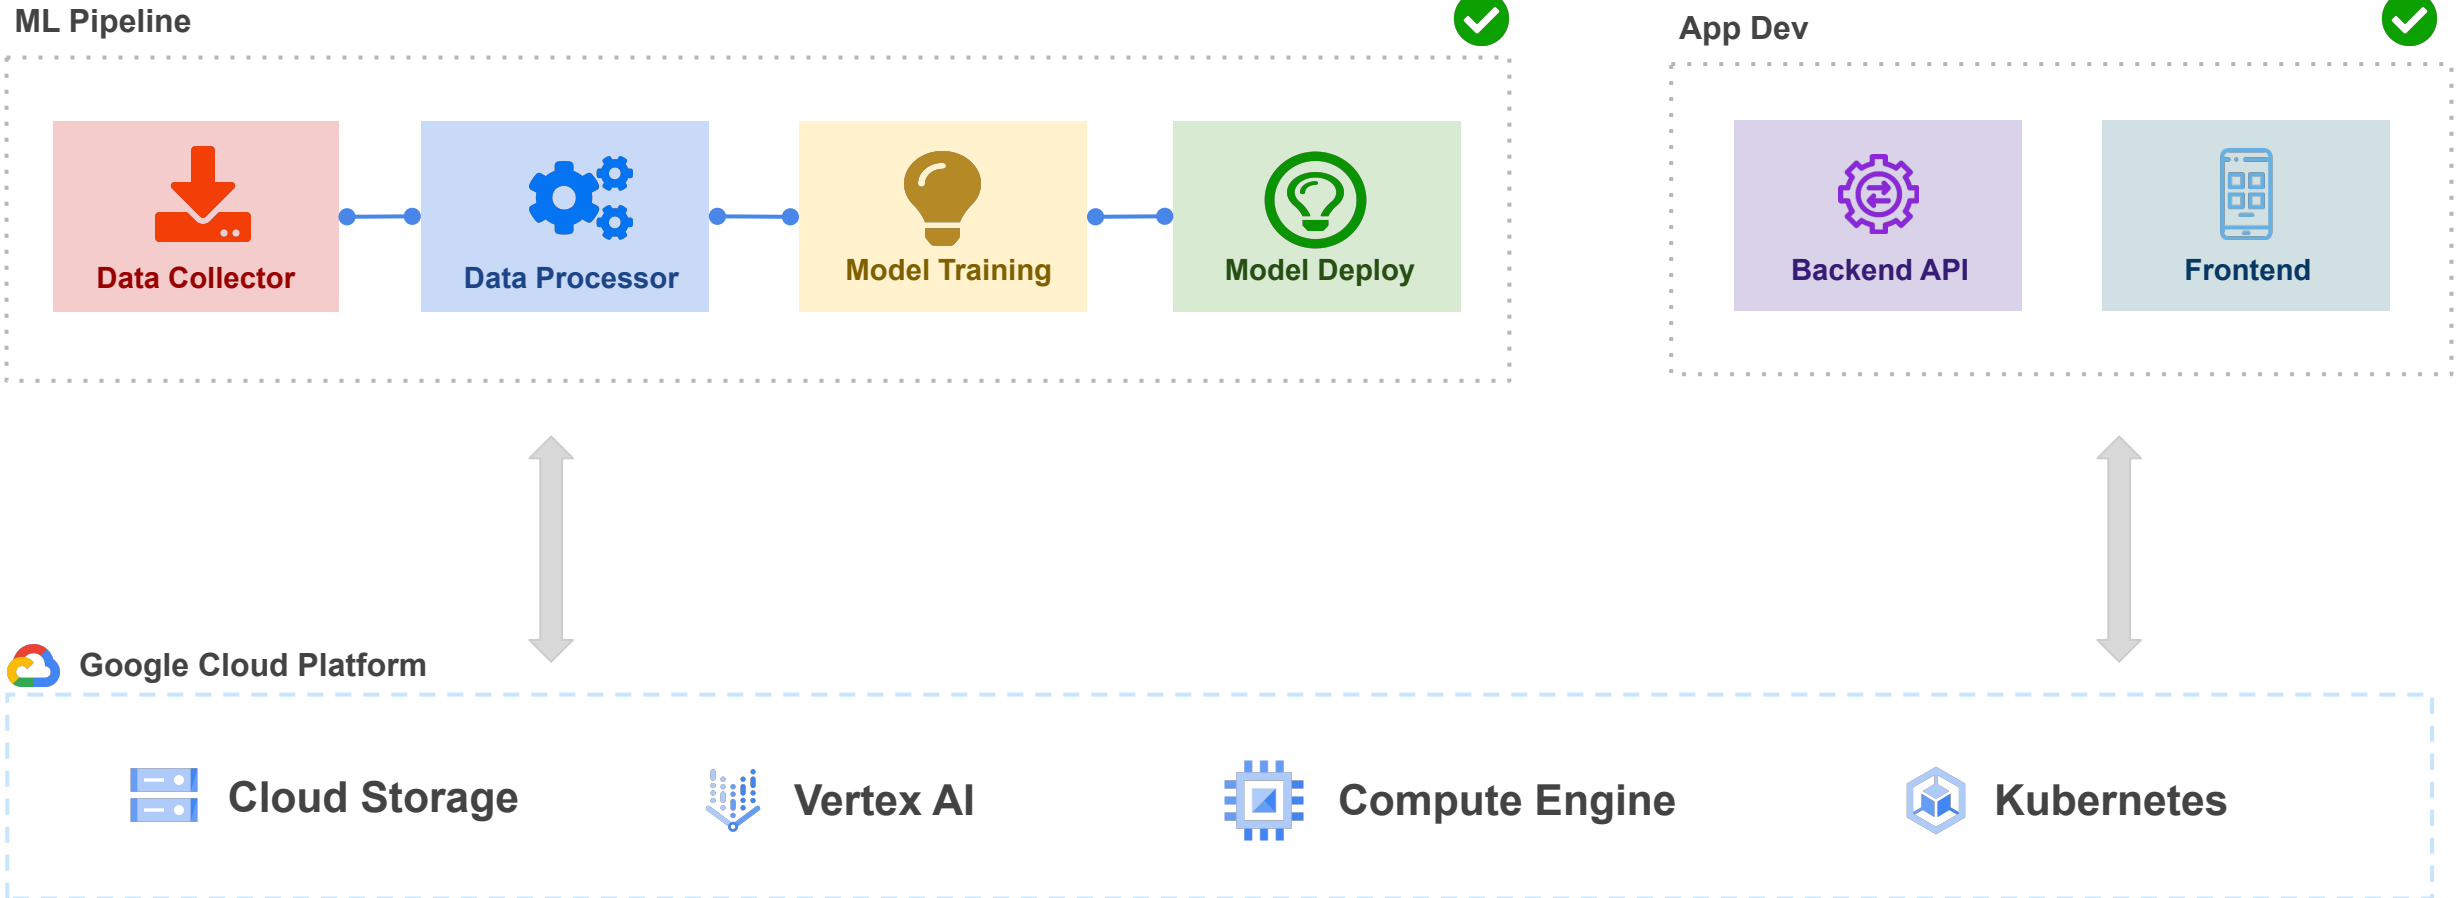 ML Pipeline
App Dev
Data Collector
Data Processor
Model Training
Model Deploy
Backend API
Frontend
Google Cloud Platform
Cloud Storage
Vertex AI
Compute Engine
Kubernetes